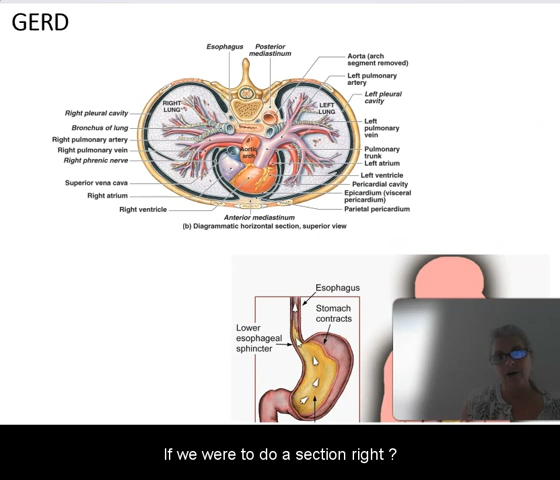 GERD
Esophagus
Posterior
mediastinum
Aorta (arch
segment removed)
Left pulmonary
artery
Left pleural
cavity
RIGHT
LUNG
LEFT
LUNG
Right pleural cavity
Bronchus of lung
Right pulmonary artery
Right pulmonary vein
Right phrenic nerve
Superior vena cava
Right atrium
Right ventricle
Aortic
arch
Left
pulmonary
vein
Pulmonary
trunk
Left atrium
Left ventricle
Pericardial cavity
Epicardium (visceral
pericardium)
Parietal pericardium
Anterior mediastinum
(b) Diagrammatic horizontal section, superior view
Esophagus
Stomach
contracts
Lower
esophageal
sphincter
If we were to do a section right ?